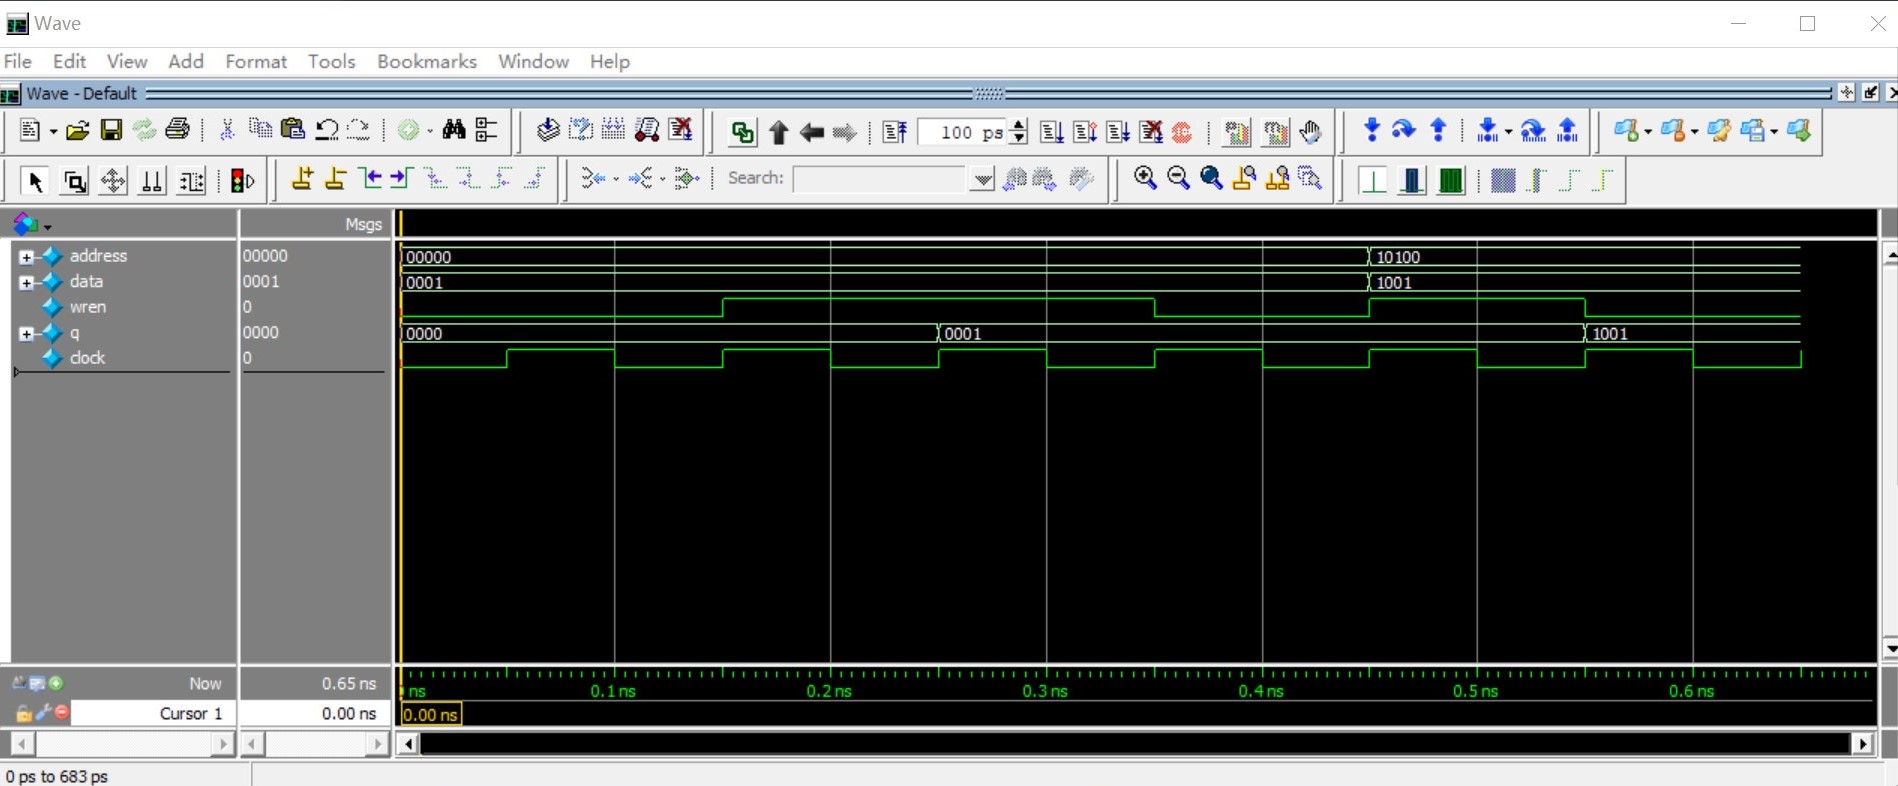 Wave
File Edit View Add Format Tools Bookmarks Window Help
Wave - Default
100 ps
Search:
Msgs
address 00000 00000 10100
data 0001 0001 1001
wren 0
q 0000 0000 0001 1001
clock 0
Now 0.65 ns ns 0.1 ns 0.2 ns 0.3 ns 0.4 ns 0.5 ns 0.6 ns
Cursor 1 0.00 ns 0.00 ns
0 ps to 683 ps